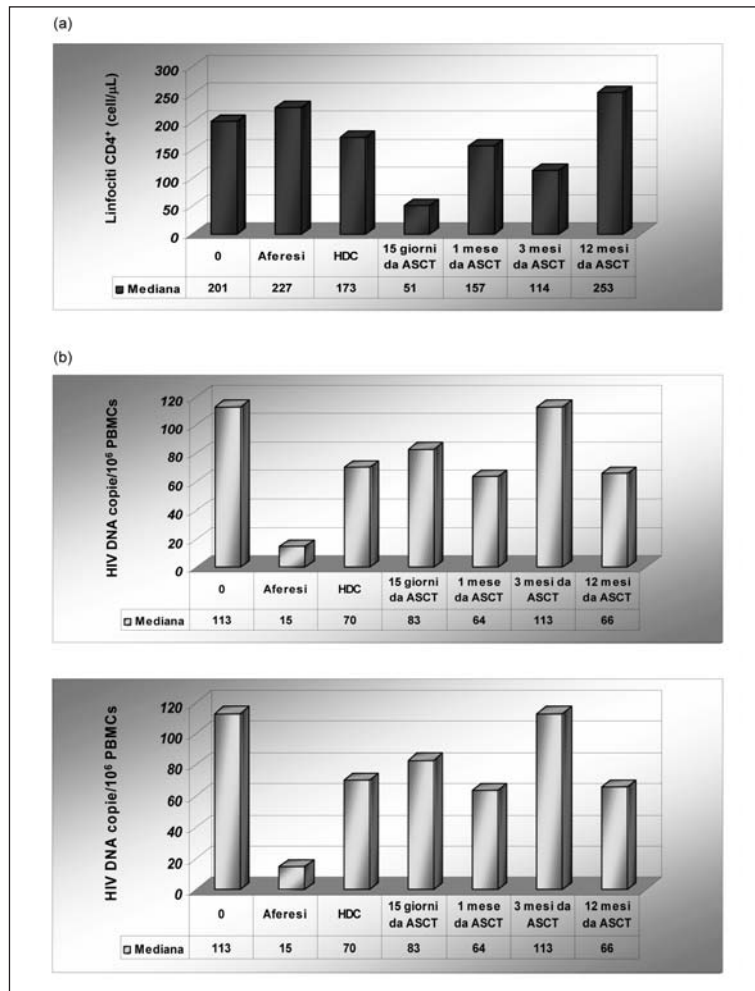 (a)
Linfociti CD4⁺ (cell/µL)
300
250
200
150
100
50
0
0 Aferesi HDC 15 giorni da ASCT 1 mese da ASCT 3 mesi da ASCT 12 mesi da ASCT
Mediana 201 227 173 51 157 114 253
(b)
HIV DNA copie/10⁶ PBMCs
120
100
80
60
40
20
0
0 Aferesi HDC 15 giorni da ASCT 1 mese da ASCT 3 mesi da ASCT 12 mesi da ASCT
Mediana 113 15 70 83 64 113 66
HIV DNA copie/10⁶ PBMCs
120
100
80
60
40
20
0
0 Aferesi HDC 15 giorni da ASCT 1 mese da ASCT 3 mesi da ASCT 12 mesi da ASCT
Mediana 113 15 70 83 64 113 66